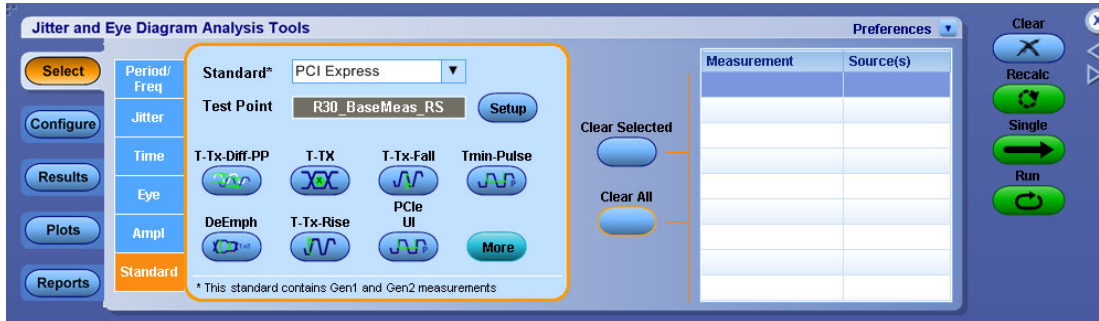 Jitter and Eye Diagram Analysis Tools
Preferences
Clear
Select
Configure
Results
Plots
Reports
Period/
Freq
Jitter
Time
Eye
Ampl
Standard
Standard*
PCI Express
Test Point
R30_BaseMeas_RS
Setup
T-Tx-Diff-PP
T-TX
T-Tx-Fall
Tmin-Pulse
DeEmph
T-Tx-Rise
PCIe
UI
More
* This standard contains Gen1 and Gen2 measurements
Clear Selected
Clear All
Measurement
Source(s)
Recalc
Single
Run